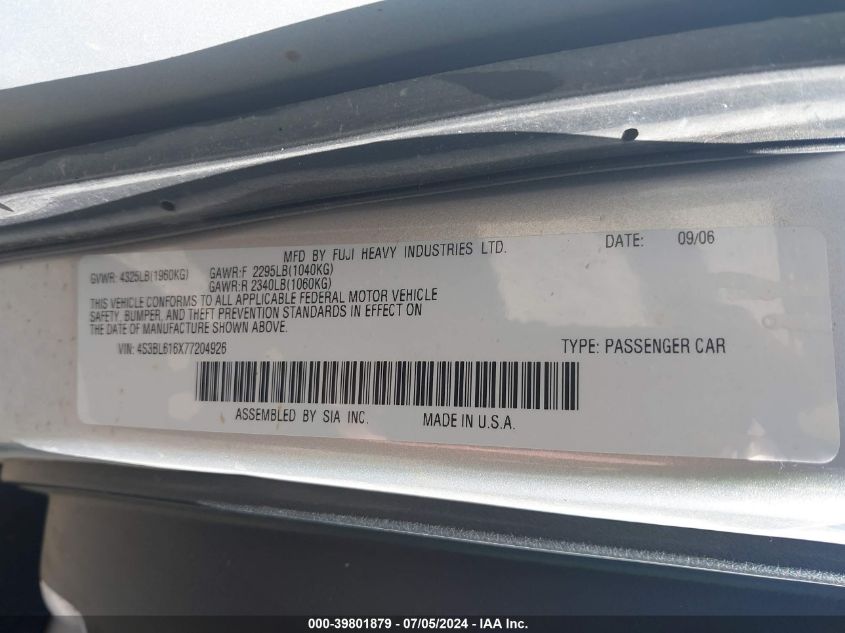 MFD BY FUJI HEAVY INDUSTRIES LTD. DATE: 09/06
GVWR: 4325LB(1960KG) GAWR:F 2295LB(1040KG)
GAWR:R 2340LB(1060KG)
THIS VEHICLE CONFORMS TO ALL APPLICABLE FEDERAL MOTOR VEHICLE
SAFETY, BUMPER, AND THEFT PREVENTION STANDARDS IN EFFECT ON
THE DATE OF MANUFACTURE SHOWN ABOVE.
VIN: 4S3BL616X77204926 TYPE: PASSENGER CAR
ASSEMBLED BY SIA INC. MADE IN U.S.A.
000-39801879 - 07/05/2024 - IAA Inc.